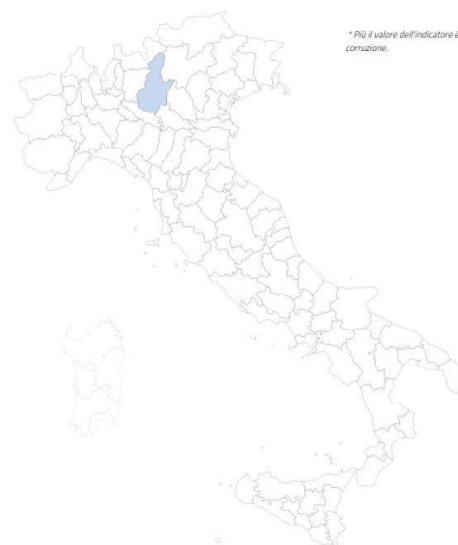 * Più il valore dell'indicatore è
corruzione.